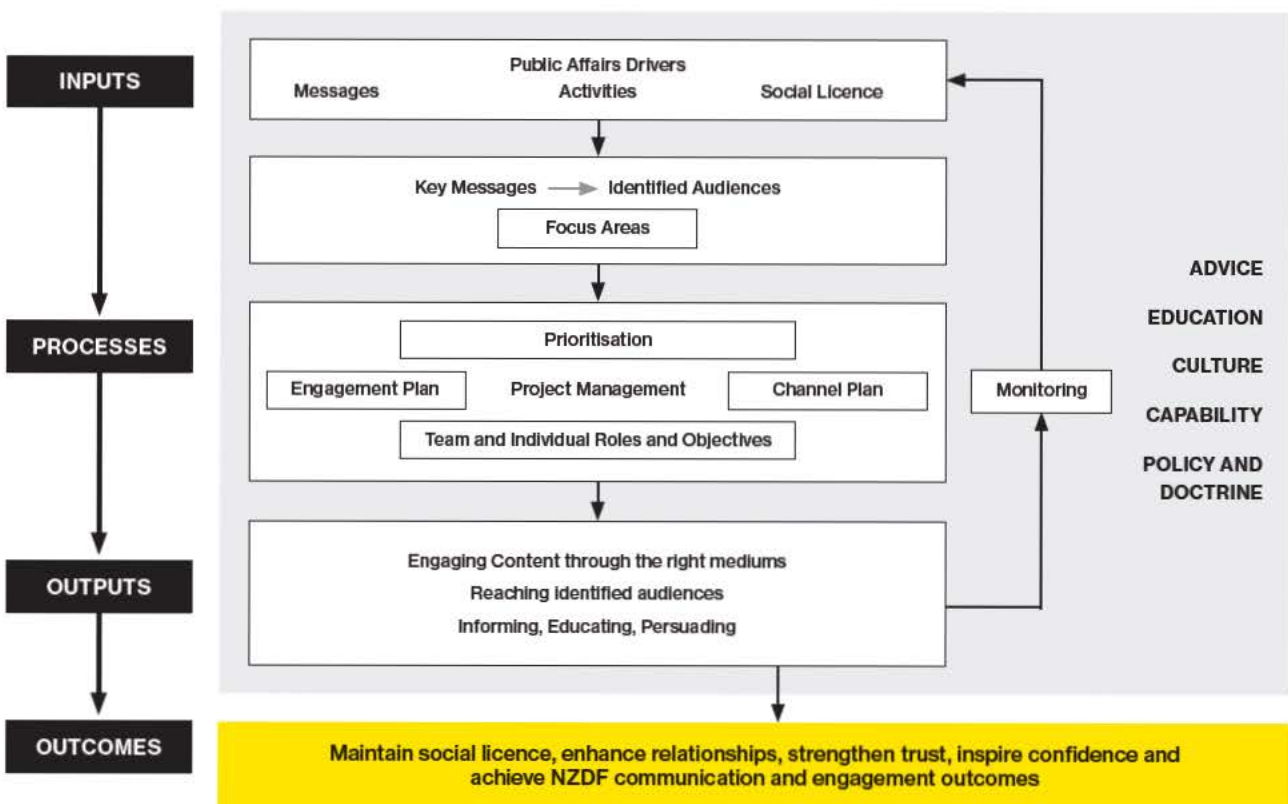 INPUTS
Public Affairs Drivers
Messages Activities Social Licence
Key Messages Identified Audiences
Focus Areas
PROCESSES
Prioritisation
Engagement Plan Project Management Channel Plan
Team and Individual Roles and Objectives
Monitoring
ADVICE
EDUCATION
CULTURE
CAPABILITY
POLICY AND
DOCTRINE
OUTPUTS
Engaging Content through the right mediums
Reaching identified audiences
Informing, Educating, Persuading
OUTCOMES
Maintain social licence, enhance relationships, strengthen trust, inspire confidence and
achieve NZDF communication and engagement outcomes